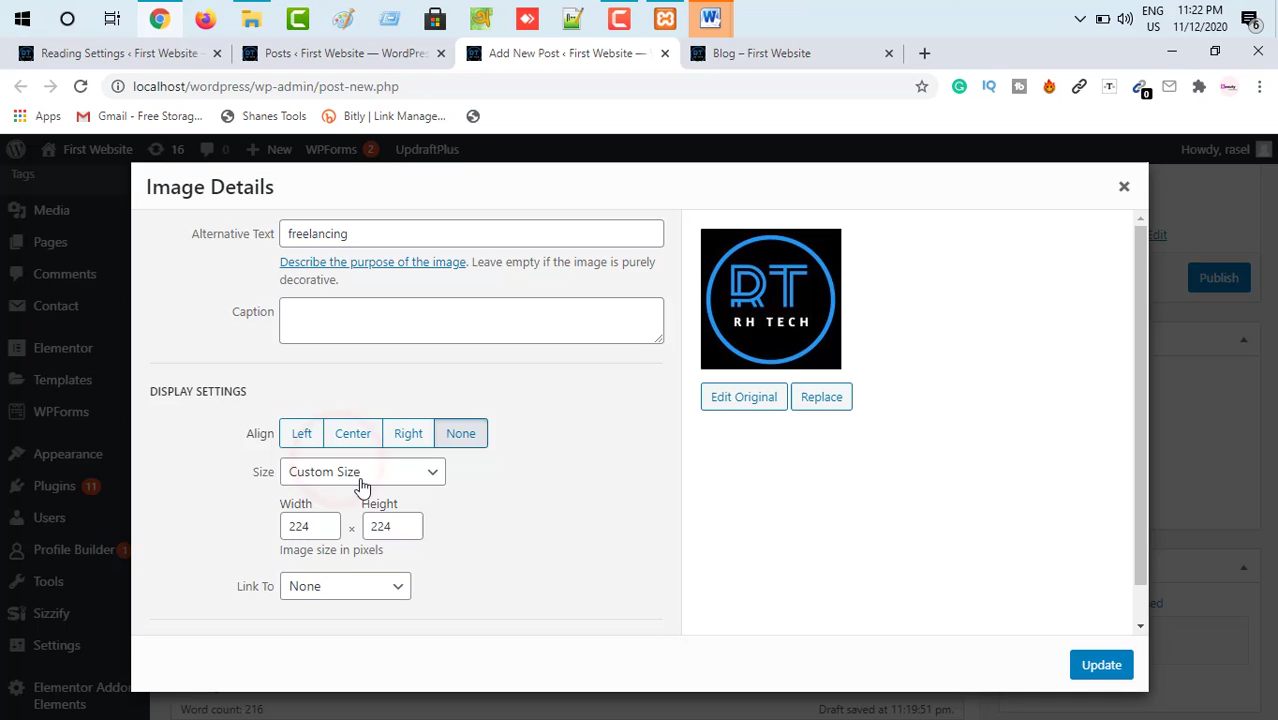 ENG
US
11:22 PM
11/12/2020
6
Reading Settings ‹ First Website —
Posts ‹ First Website — WordPress
Add New Post ‹ First Website —
Blog – First Website
localhost/wordpress/wp-admin/post-new.php
0
Apps
Gmail - Free Storag...
Shanes Tools
Bitly | Link Manage...
First Website
16
0
New
WPForms 2
UpdraftPlus
Howdy, rasel
Tags
Media
Pages
Comments
Contact
Elementor
Templates
WPForms
Appearance
Plugins 11
Users
Profile Builder 1
Tools
Sizzify
Settings
Elementor Addon
Elements
Image Details
Alternative Text
freelancing
Describe the purpose of the image. Leave empty if the image is purely
decorative.
Caption
DISPLAY SETTINGS
Align
Left
Center
Right
None
Size
Custom Size
Width
Height
224
×
224
Image size in pixels
Link To
None
RT
RH TECH
Edit Original
Replace
Update
Edit
Publish
Word count: 216
Draft saved at 11:19:51 pm.